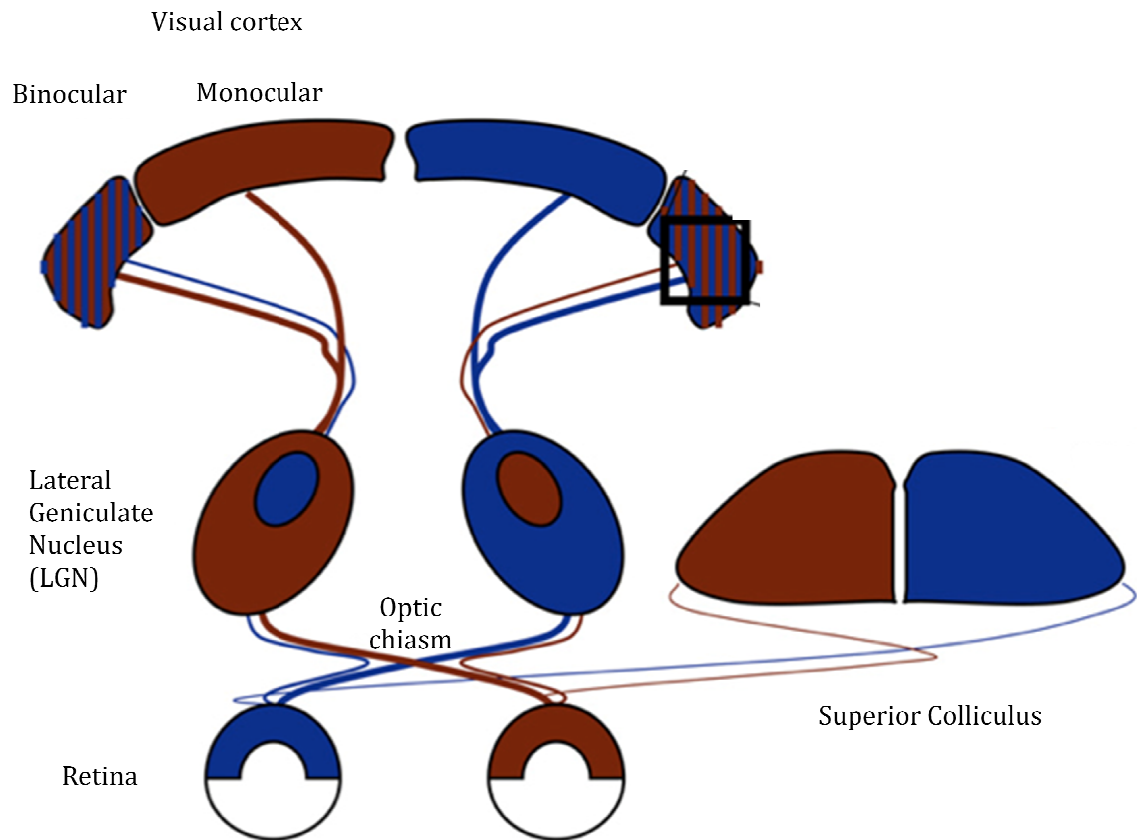 Visual cortex
Binocular
Monocular
Lateral
Geniculate
Nucleus
(LGN)
Optic
chiasm
Superior Colliculus
Retina